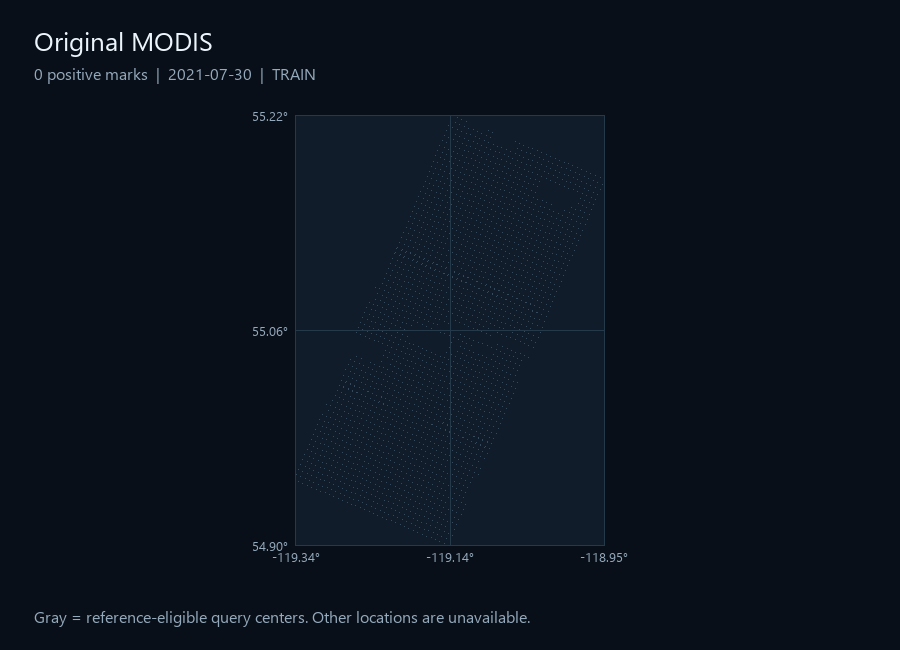 Original MODIS
0 positive marks | 2021-07-30 | TRAIN
55.22°
55.06°
54.90°
-119.34° -119.14° -118.95°
Gray = reference-eligible query centers. Other locations are unavailable.